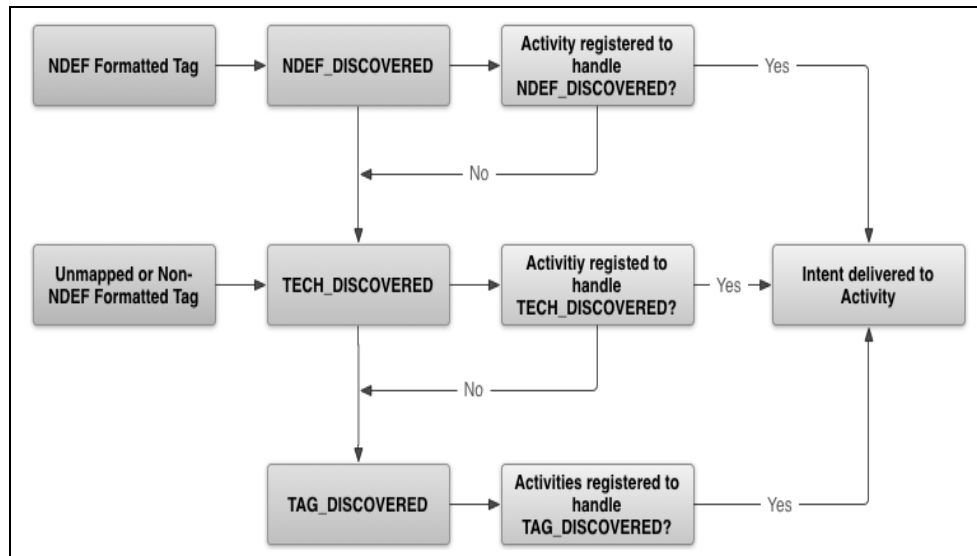 NDEF Formatted Tag
NDEF_DISCOVERED
Activity registered to
handle
NDEF_DISCOVERED?
Yes
No
Unmapped or Non-
NDEF Formatted Tag
TECH_DISCOVERED
Activitiy registed to
handle
TECH_DISCOVERED?
Yes
Intent delivered to
Activity
No
TAG_DISCOVERED
Activities registered to
handle
TAG_DISCOVERED?
Yes